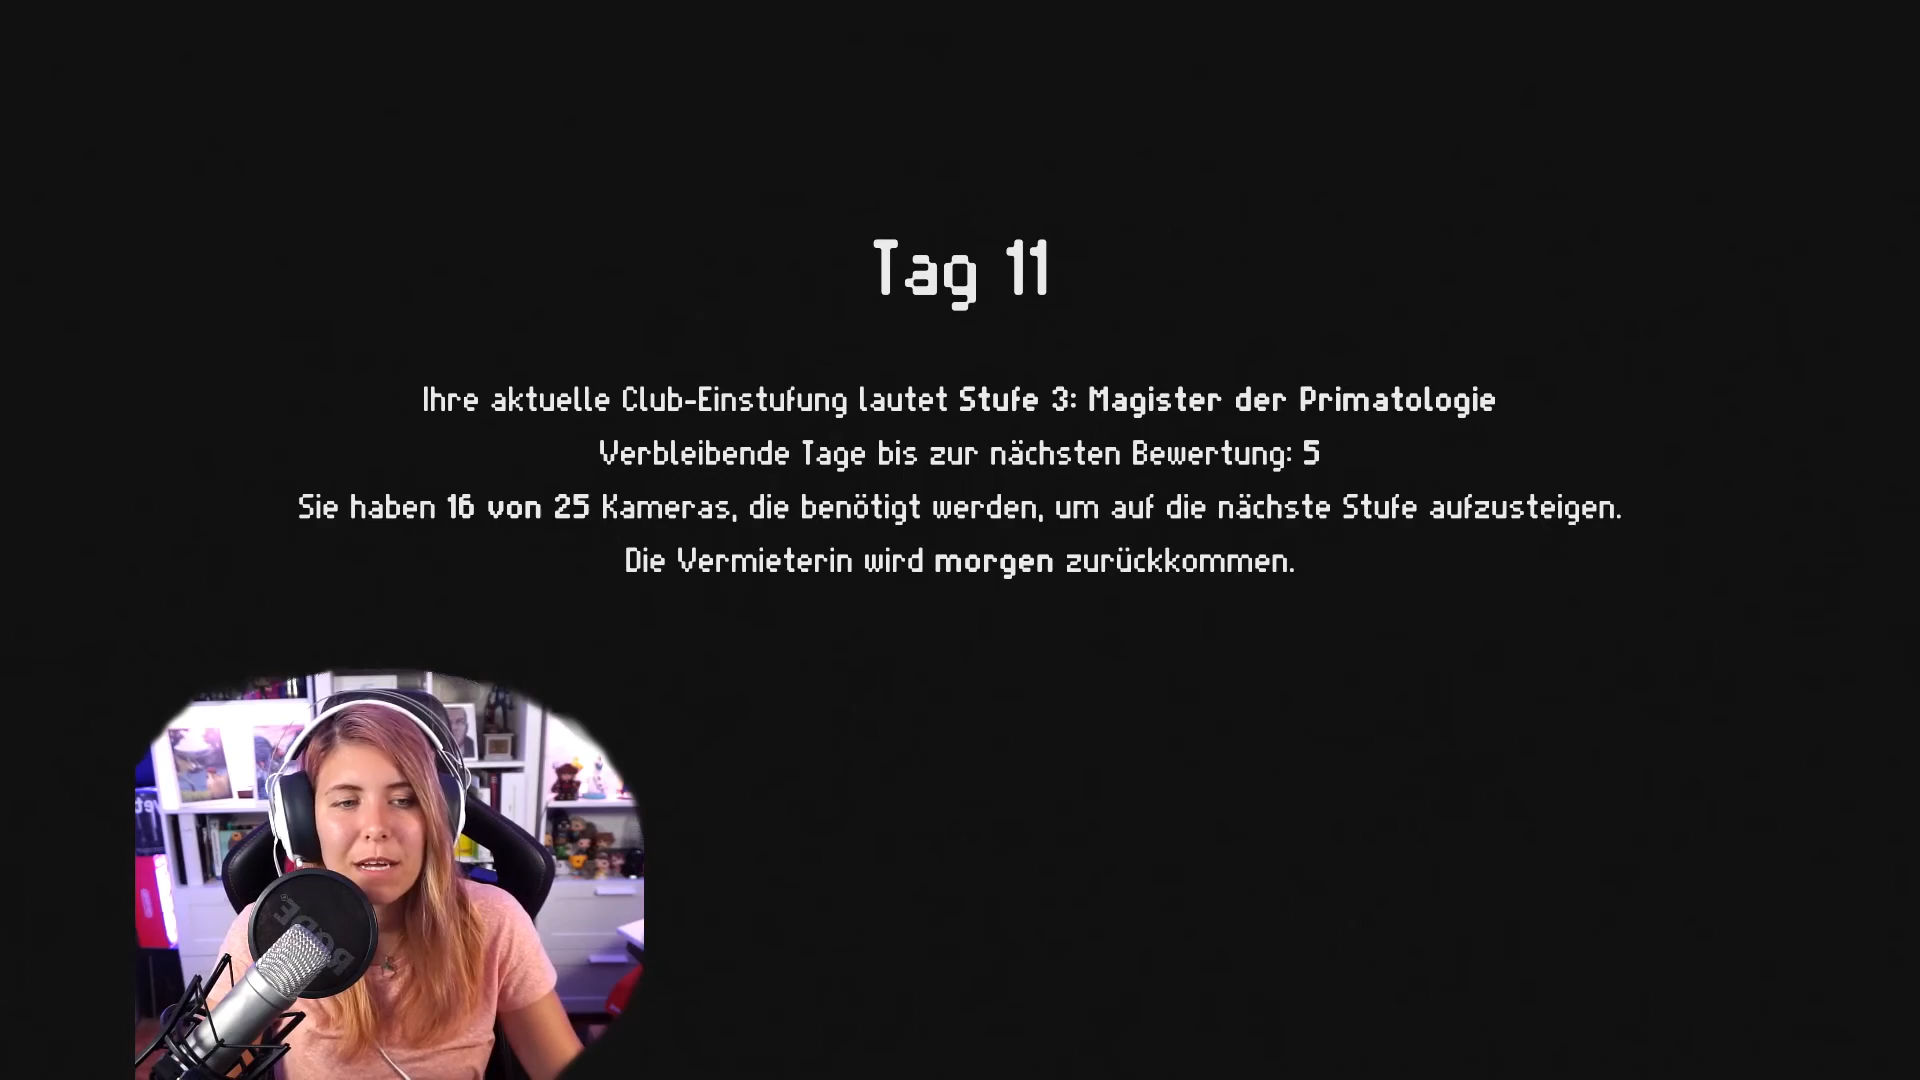 Tag 11
Ihre aktuelle Club-Einstufung lautet Stufe 3: Magister der Primatologie
Verbleibende Tage bis zur nächsten Bewertung: 5
Sie haben 16 von 25 Kameras, die benötigt werden, um auf die nächste Stufe aufzusteigen.
Die Vermieterin wird morgen zurückkommen.
RODE